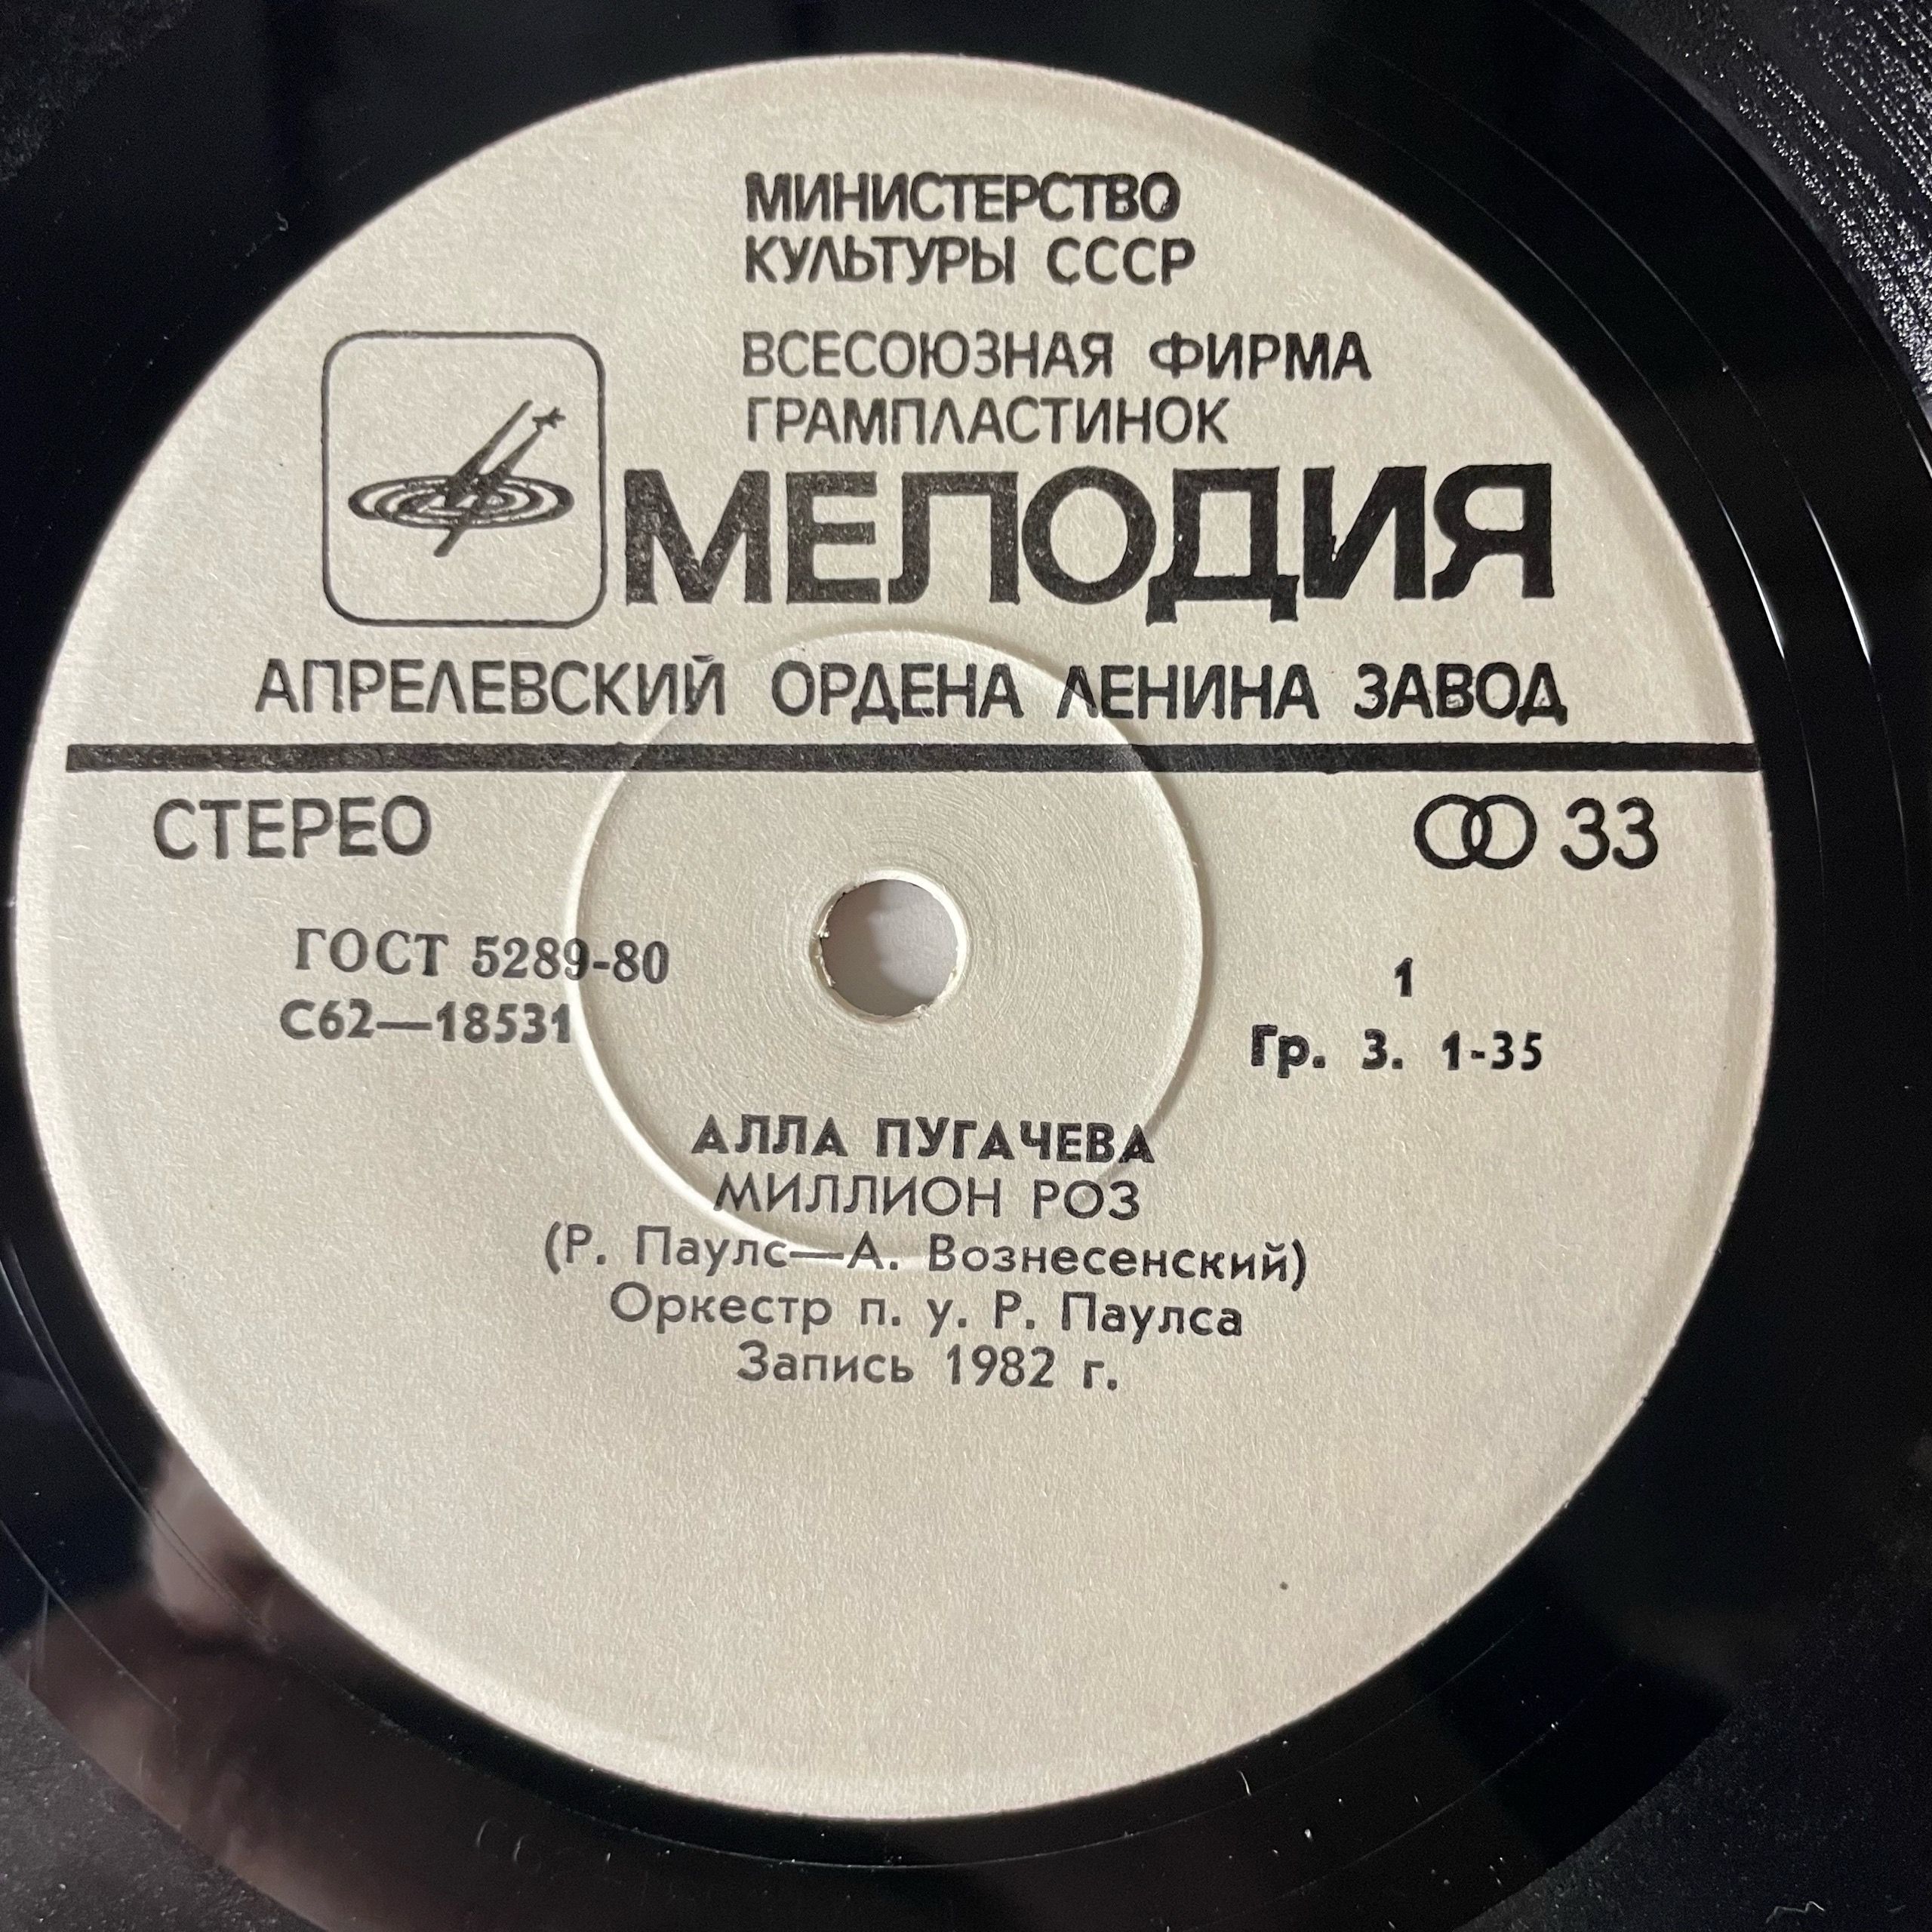 МИНИСТЕРСТВО
КУЛЬТУРЫ СССР
ВСЕСОЮЗНАЯ ФИРМА
ГРАМПЛАСТИНОК
МЕЛОДИЯ
АПРЕЛЕВСКИЙ ОРДЕНА ЛЕНИНА ЗАВОД
СТЕРЕО 33
ГОСТ 5289-80
С62—18531
1
Гр. 3. 1-35
АЛЛА ПУГАЧЕВА
МИЛЛИОН РОЗ
(Р. Паулс—А. Вознесенский)
Оркестр п. у. Р. Паулса
Запись 1982 г.